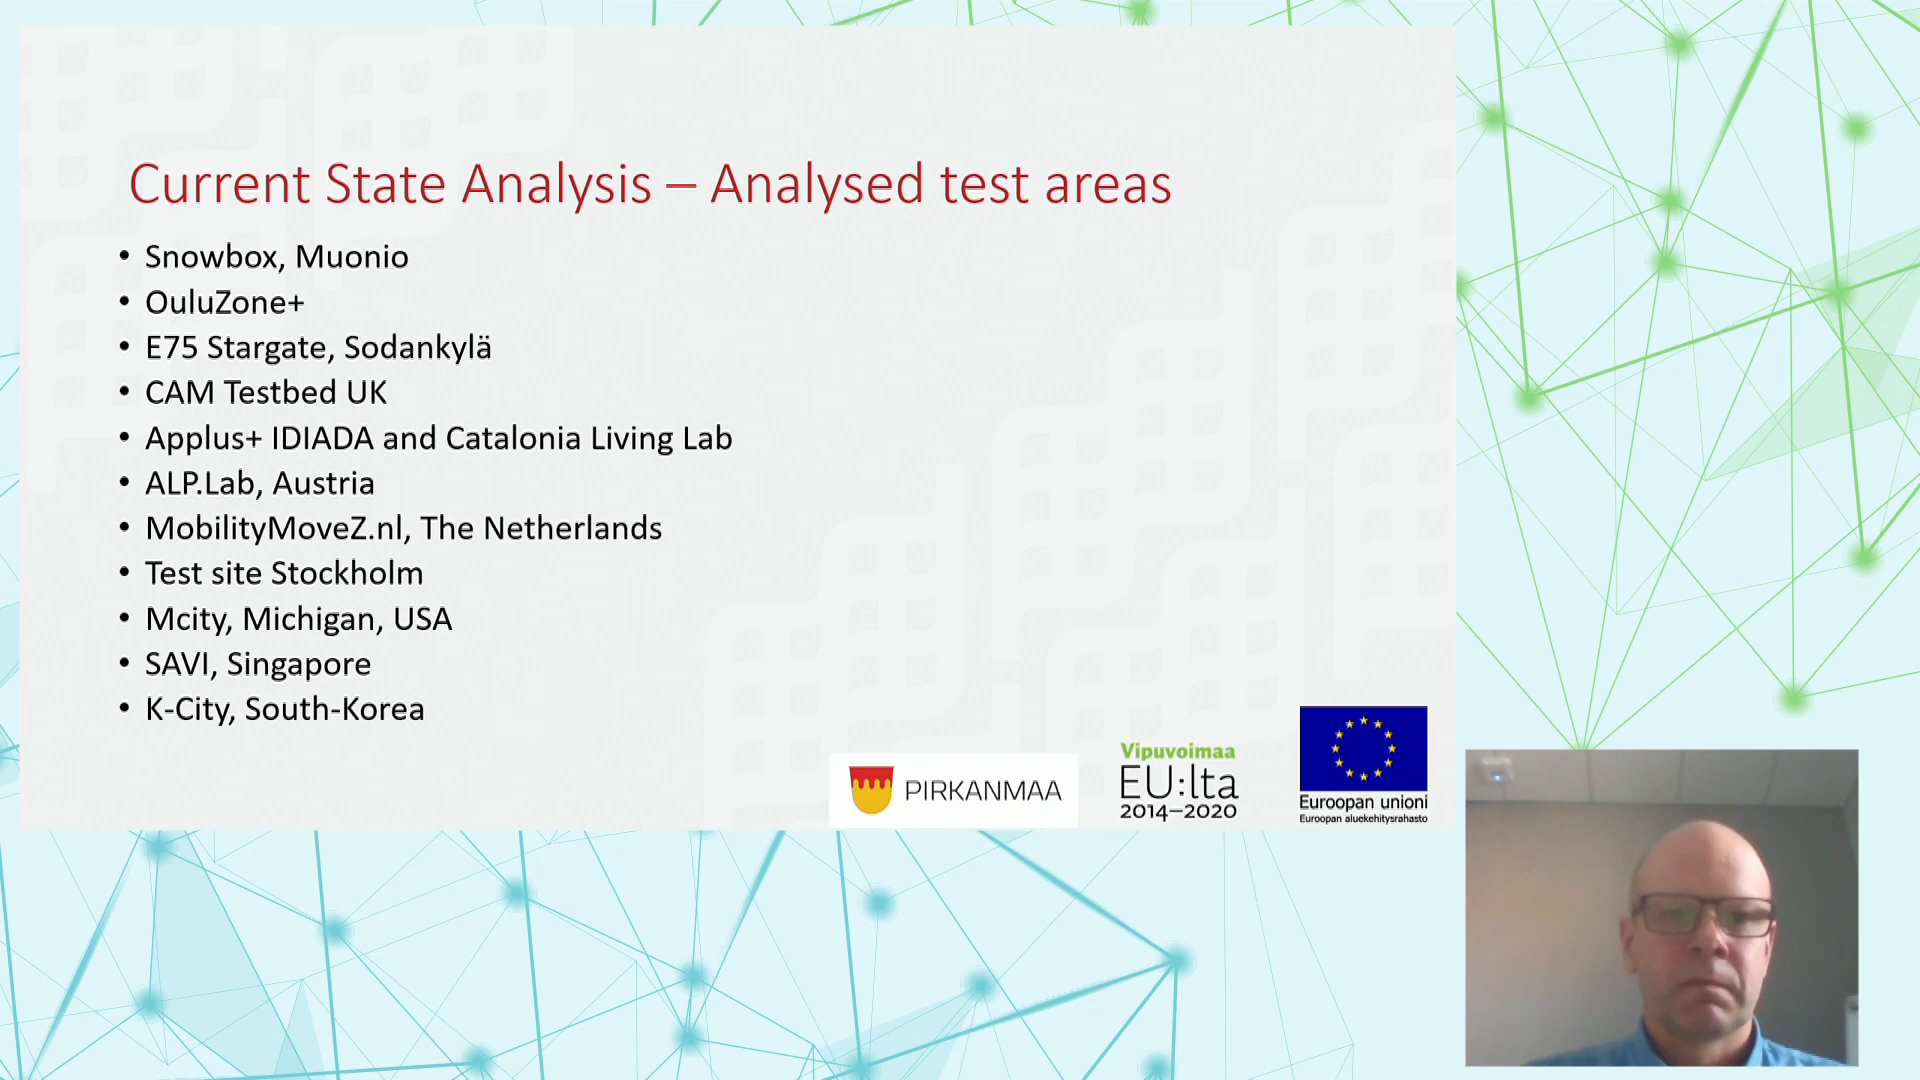 Current State Analysis – Analysed test areas
• Snowbox, Muonio
• OuluZone+
• E75 Stargate, Sodankylä
• CAM Testbed UK
• Applus+ IDIADA and Catalonia Living Lab
• ALP.Lab, Austria
• MobilityMoveZ.nl, The Netherlands
• Test site Stockholm
• Mcity, Michigan, USA
• SAVI, Singapore
• K-City, South-Korea
PIRKANMAA
Vipuvoimaa
EU:lta
2014–2020
Euroopan unioni
Euroopan aluekehitysrahasto